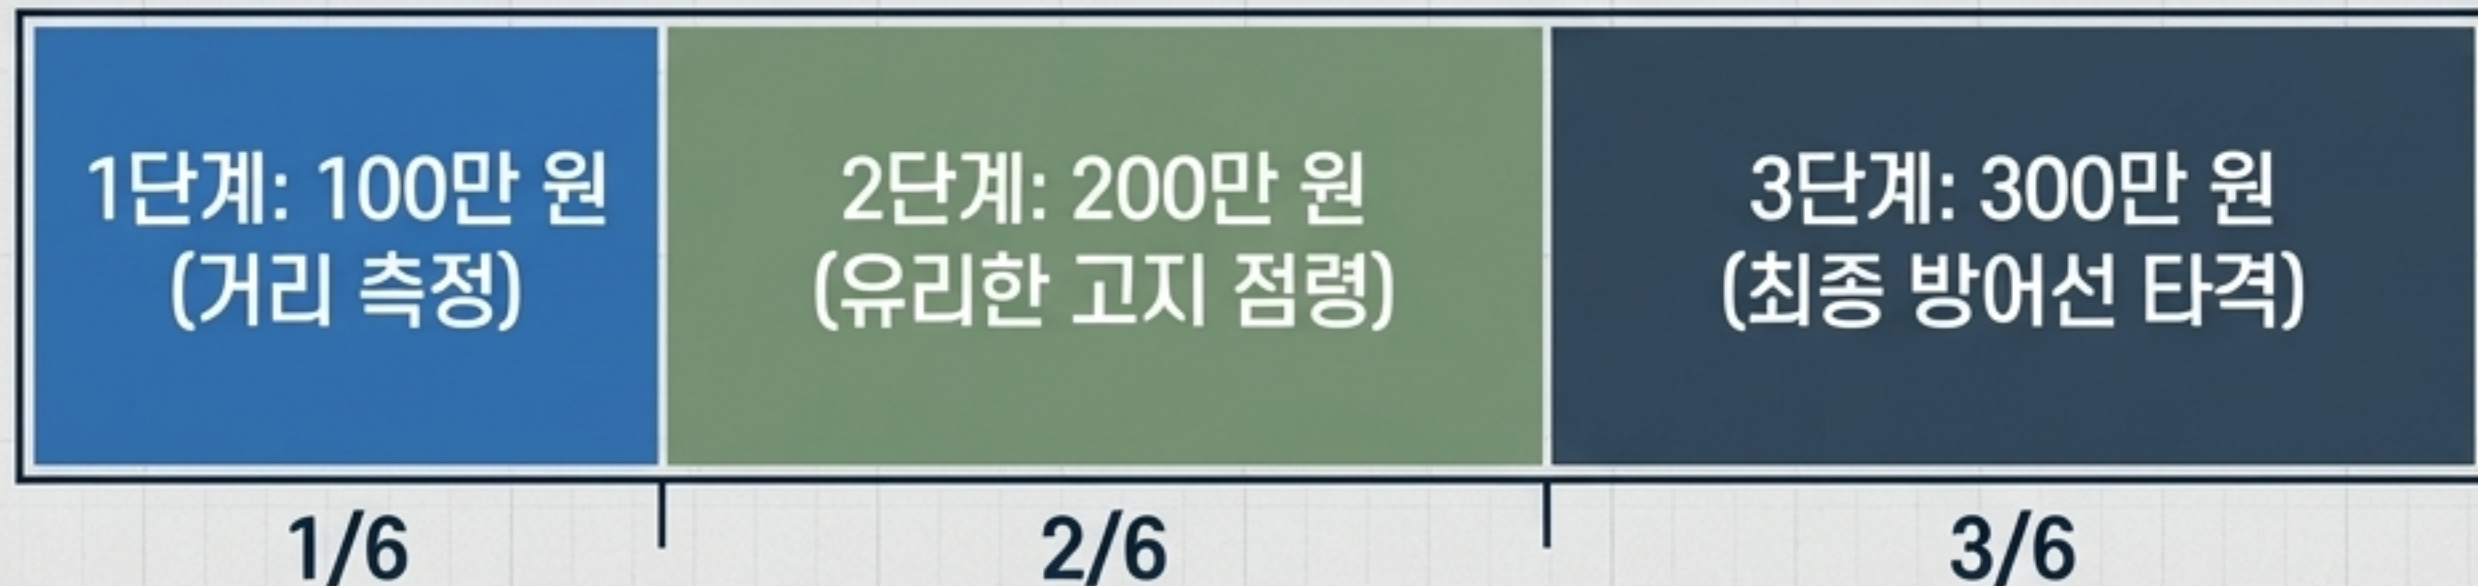 1단계: 100만 원
(거리 측정)
2단계: 200만 원
(유리한 고지 점령)
3단계: 300만 원
(최종 방어선 타격)
1/6
2/6
3/6